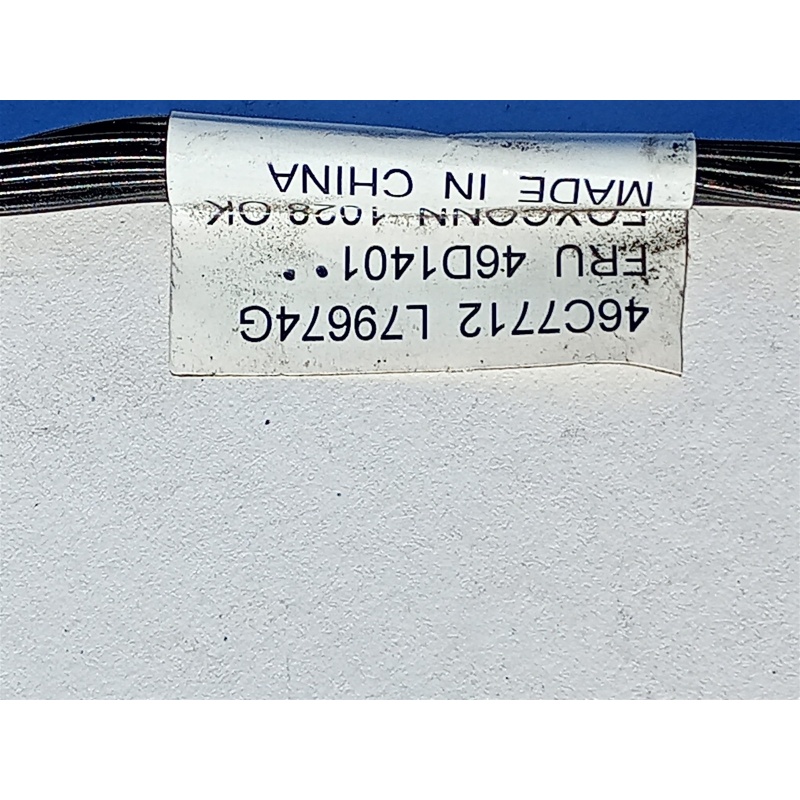 46C7712 L79674G
FRU 46D1401
FOXCONN 1028 OK
MADE IN CHINA